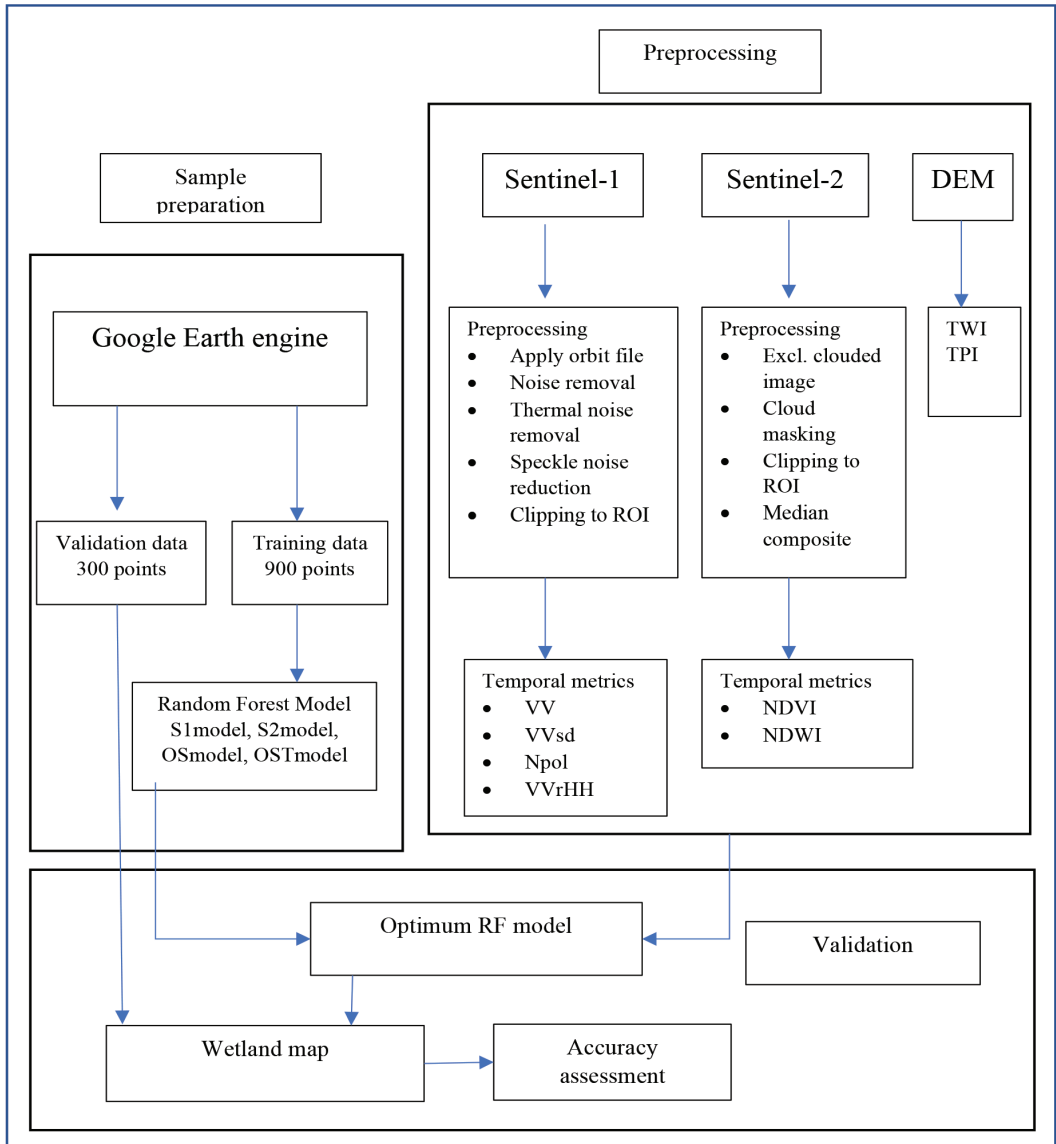 Preprocessing
Sample
preparation
Sentinel-1
Sentinel-2
DEM
Google Earth engine
Validation data
300 points
Training data
900 points
Random Forest Model
S1model, S2model,
OSmodel, OSTmodel
Preprocessing
• Apply orbit file
• Noise removal
• Thermal noise
removal
• Speckle noise
reduction
• Clipping to ROI
Preprocessing
• Excl. clouded
image
• Cloud
masking
• Clipping to
ROI
• Median
composite
TWI
TPI
Temporal metrics
• VV
• VVsd
• Npol
• VVrHH
Temporal metrics
• NDVI
• NDWI
Optimum RF model
Validation
Wetland map
Accuracy
assessment